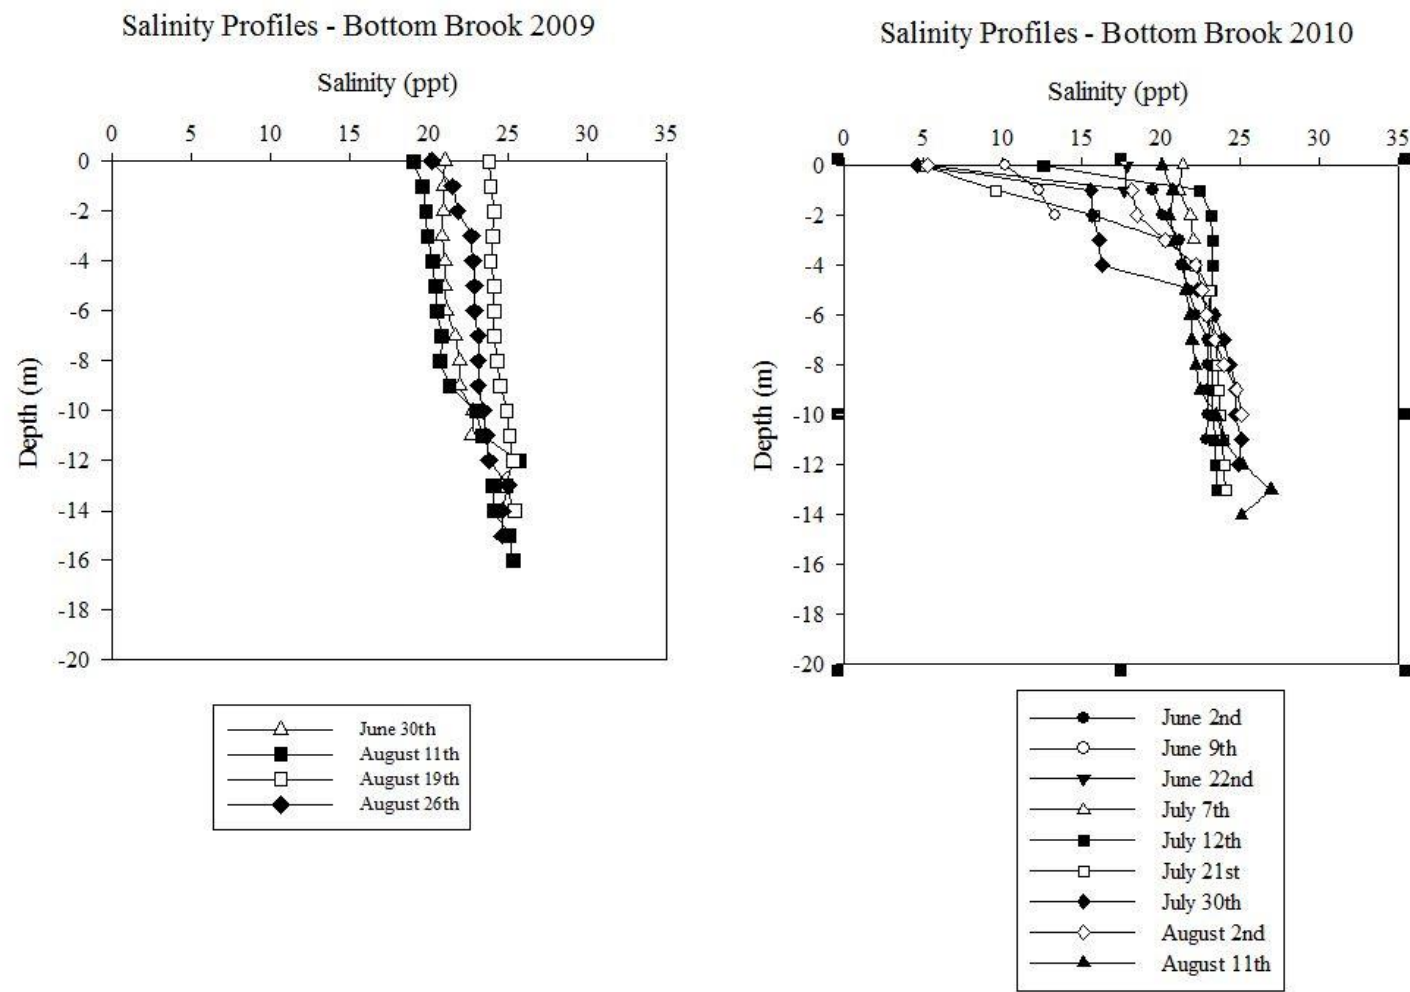 Salinity Profiles - Bottom Brook 2009
Salinity (ppt)
0 5 10 15 20 25 30 35
0
-2
-4
-6
-8
-10
-12
-14
-16
-18
-20
Depth (m)
June 30th
August 11th
August 19th
August 26th
Salinity Profiles - Bottom Brook 2010
Salinity (ppt)
0 5 10 15 20 25 30 35
0
-2
-4
-6
-8
-10
-12
-14
-16
-18
-20
Depth (m)
June 2nd
June 9th
June 22nd
July 7th
July 12th
July 21st
July 30th
August 2nd
August 11th